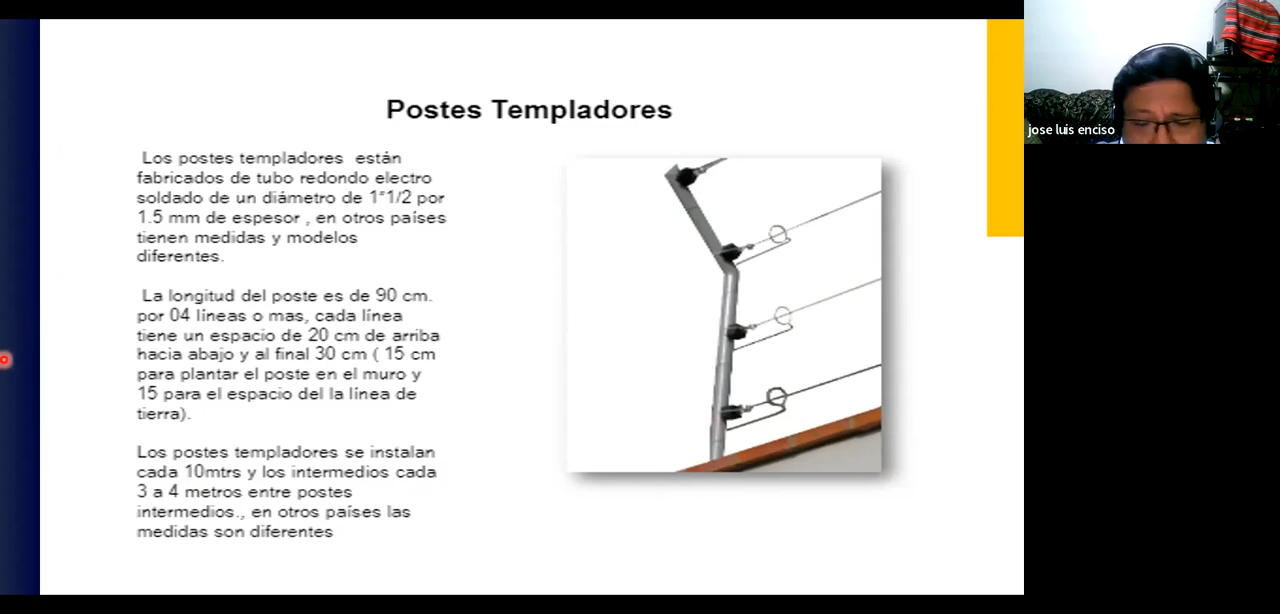 Postes Templadores
Los postes templadores están
fabricados de tubo redondo electro
soldado de un diámetro de 1"1/2 por
1.5 mm de espesor , en otros países
tienen medidas y modelos
diferentes.
La longitud del poste es de 90 cm.
por 04 líneas o mas, cada línea
tiene un espacio de 20 cm de arriba
hacia abajo y al final 30 cm ( 15 cm
para plantar el poste en el muro y
15 para el espacio del la línea de
tierra).
Los postes templadores se instalan
cada 10mtrs y los intermedios cada
3 a 4 metros entre postes
intermedios., en otros países las
medidas son diferentes
jose luis enciso